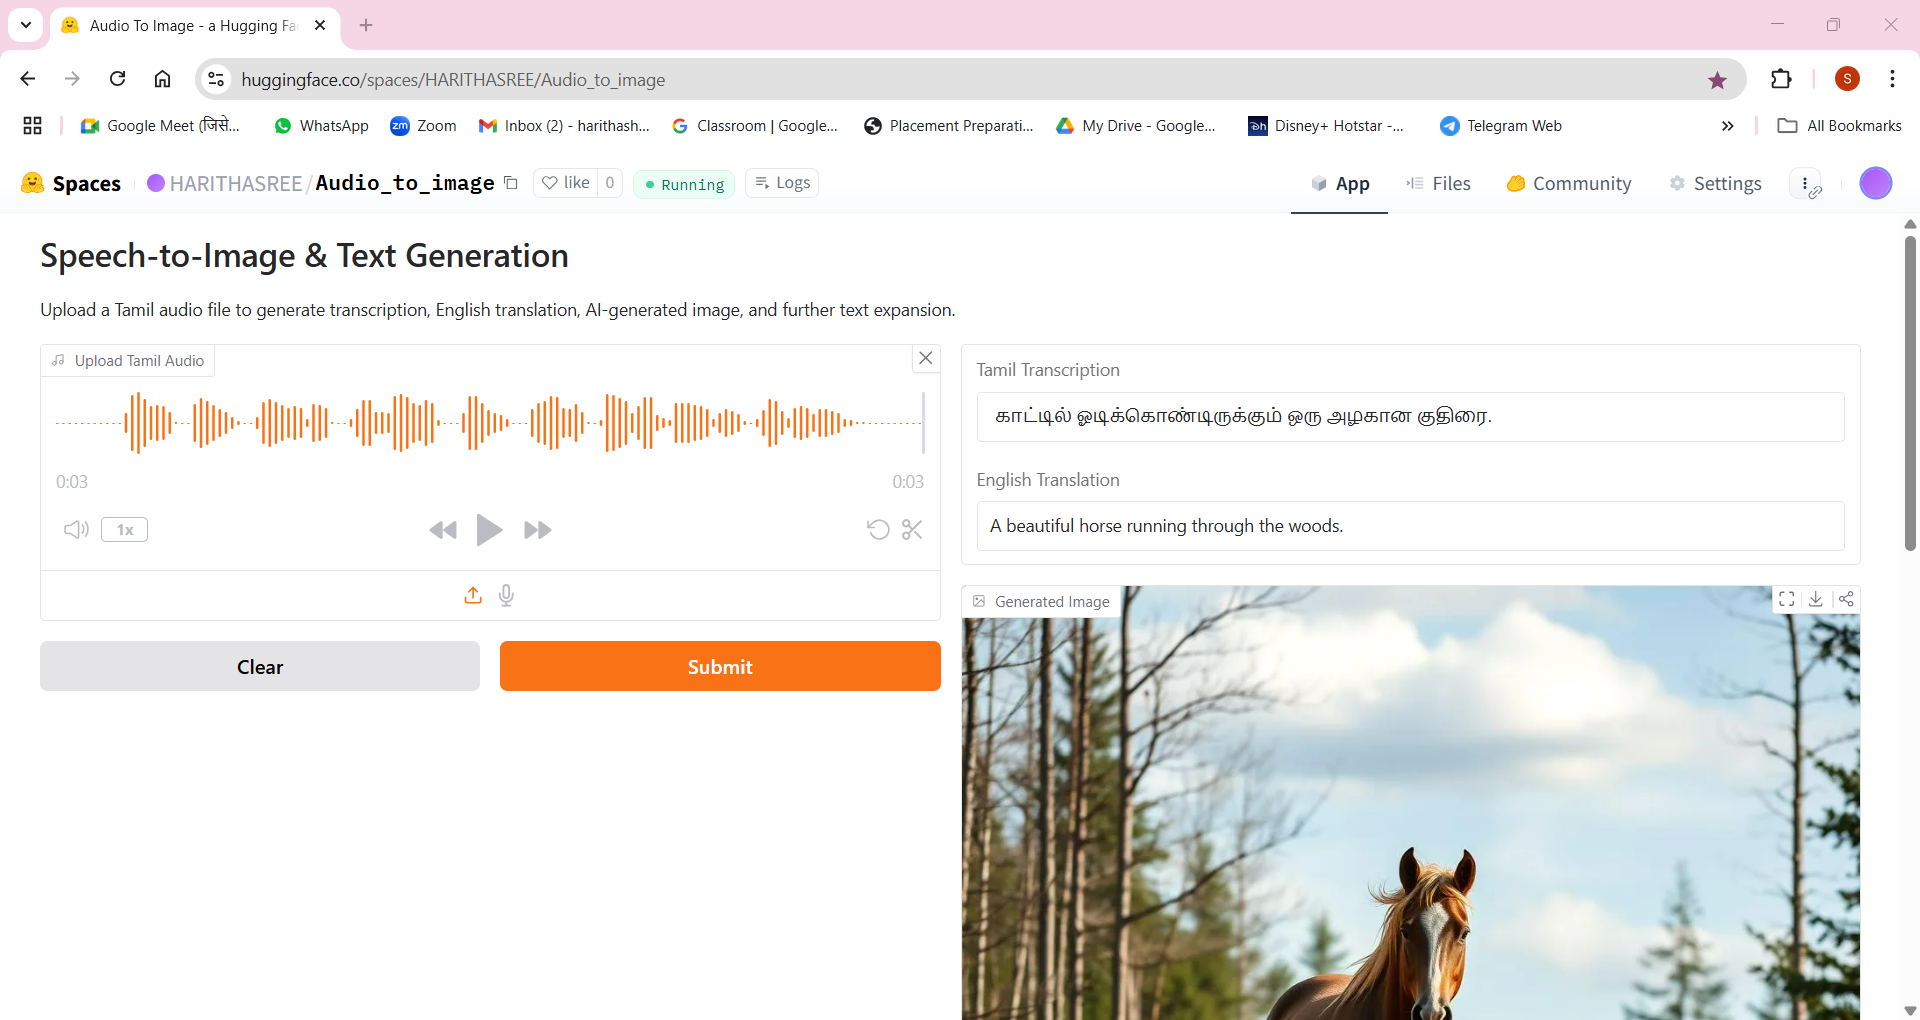 Audio To Image - a Hugging Fa
huggingface.co/spaces/HARITHASREE/Audio_to_image
S
Google Meet (जिसे... WhatsApp zm Zoom Inbox (2) - harithash... Classroom | Google... Placement Preparati... My Drive - Google... Disney+ Hotstar -... Telegram Web » All Bookmarks
Spaces HARITHASREE/Audio_to_image like 0 Running Logs App Files Community Settings
Speech-to-Image & Text Generation
Upload a Tamil audio file to generate transcription, English translation, AI-generated image, and further text expansion.
Upload Tamil Audio
0:03 0:03
1x
Clear Submit
Tamil Transcription
காட்டில் ஓடிக்கொண்டிருக்கும் ஒரு அழகான குதிரை.
English Translation
A beautiful horse running through the woods.
Generated Image